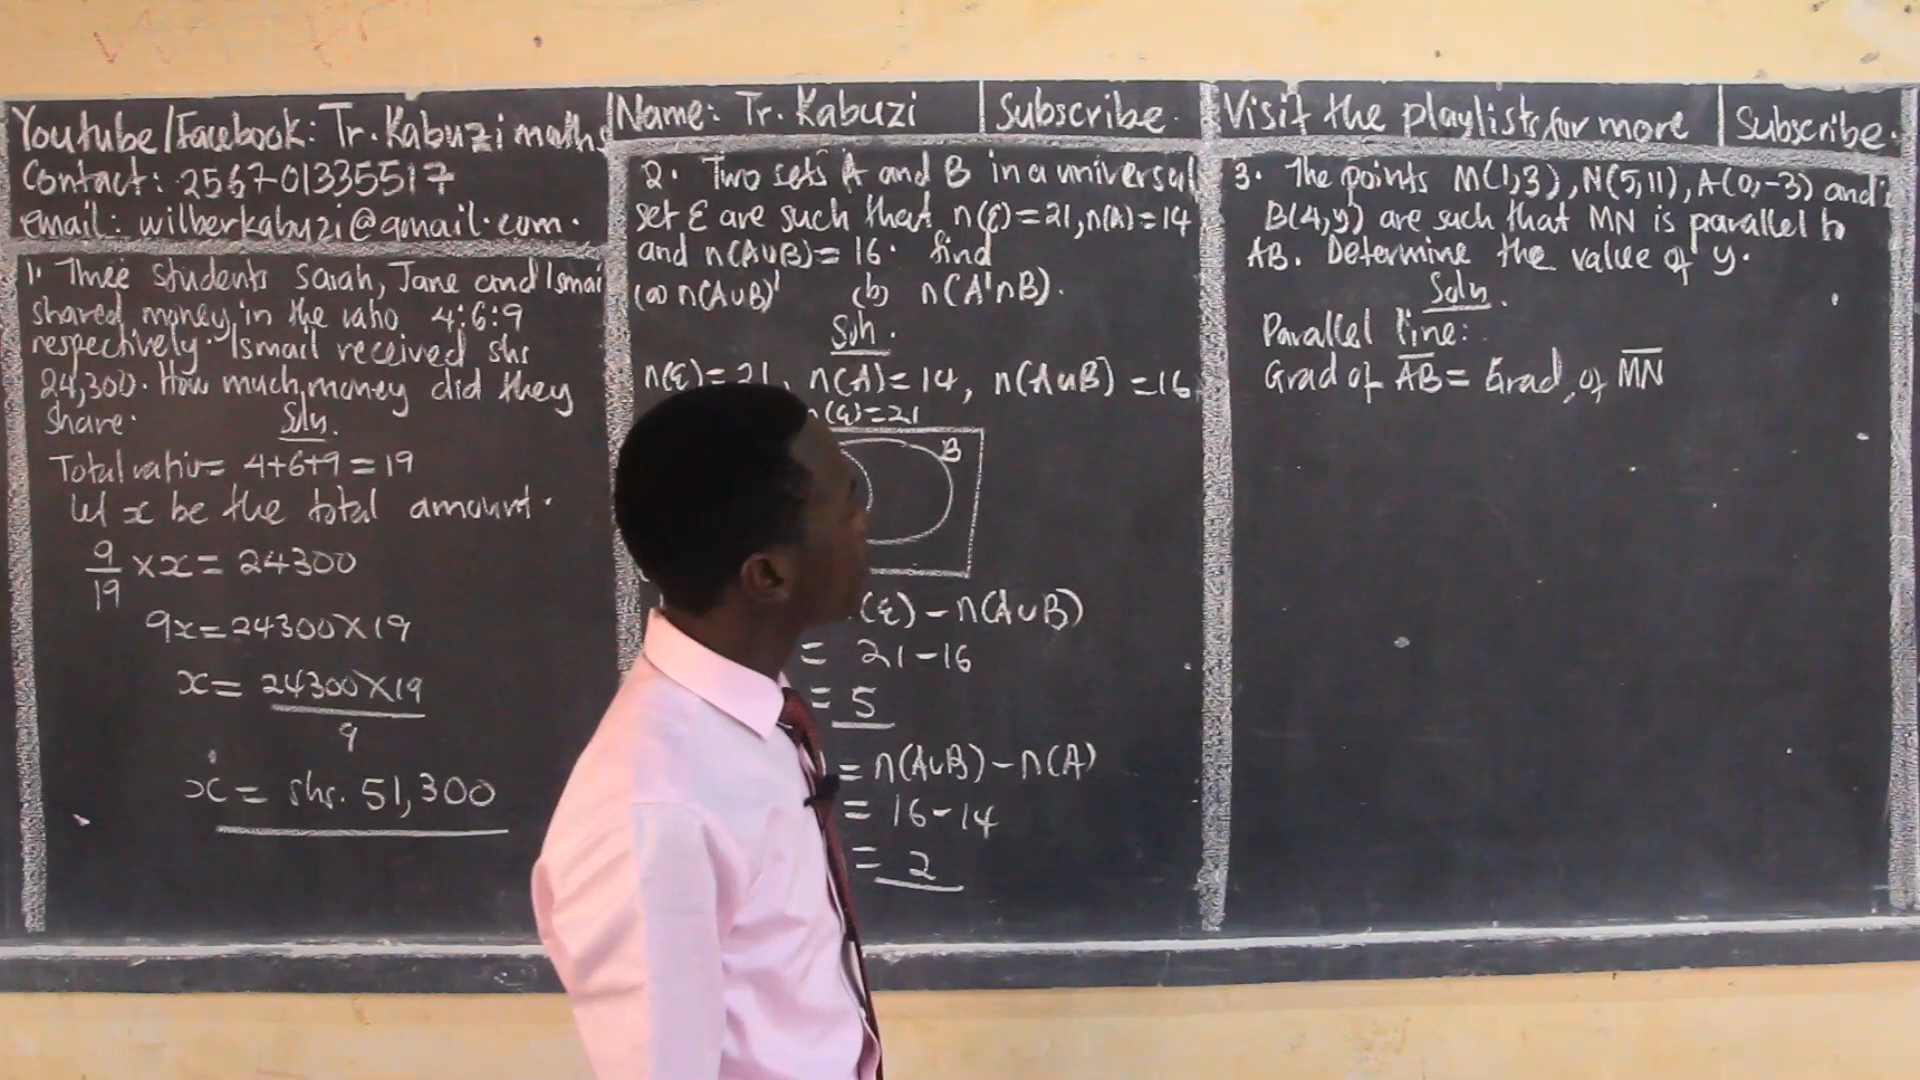 Youtube/Facebook: Tr. Kabuzi maths
Contact: 256701335517
email: wilberkabuzi@gmail.com.
1. Three students Sarah, Jane and Ismai
shared money in the ratio 4:6:9
respectively. Ismail received shs
24,300. How much money did they
share.
Soln.
Total ratio = 4+6+9 = 19
let x be the total amount.
9/19 × x = 24300
9x = 24300 × 19
x = 24300 × 19
9
x = shs. 51,300
Name: Tr. Kabuzi
Subscribe.
2. Two sets A and B in a universal
set ℰ are such that n(ℰ)=21, n(A)=14
and n(A∪B)= 16. find
(a) n(A∪B)' (b) n(A'∩B).
Soln.
n(ℰ)=21, n(A)=14, n(A∪B)=16
n(ℰ)=21
B
(ℰ) - n(A∪B)
= 21-16
= 5
= n(A∪B) - n(A)
= 16-14
= 2
Visit the playlists for more
Subscribe.
3. The points M(1,3), N(5,11), A(0,-3) and
B(4,y) are such that MN is parallel to
AB. Determine the value of y.
Soln.
Parallel line:
Grad of A̅B̅ = Grad, of M̅N̅